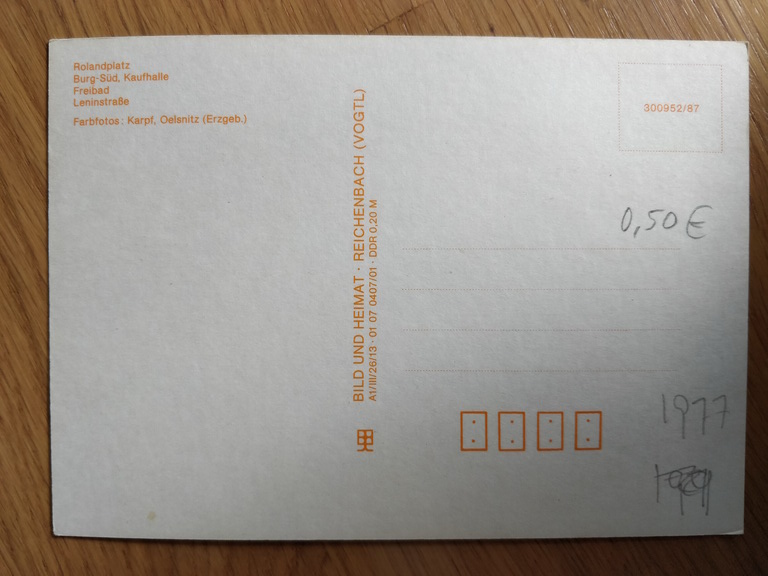 Rolandplatz
Burg-Süd, Kaufhalle
Freibad
Leninstraße
Farbfotos: Karpf, Oelsnitz (Erzgeb.)
BILD UND HEIMAT · REICHENBACH (VOGTL)
A1/III/26/13 · 01 07 0407/01 · DDR 0,20 M
300952/87
0,50 €
1977